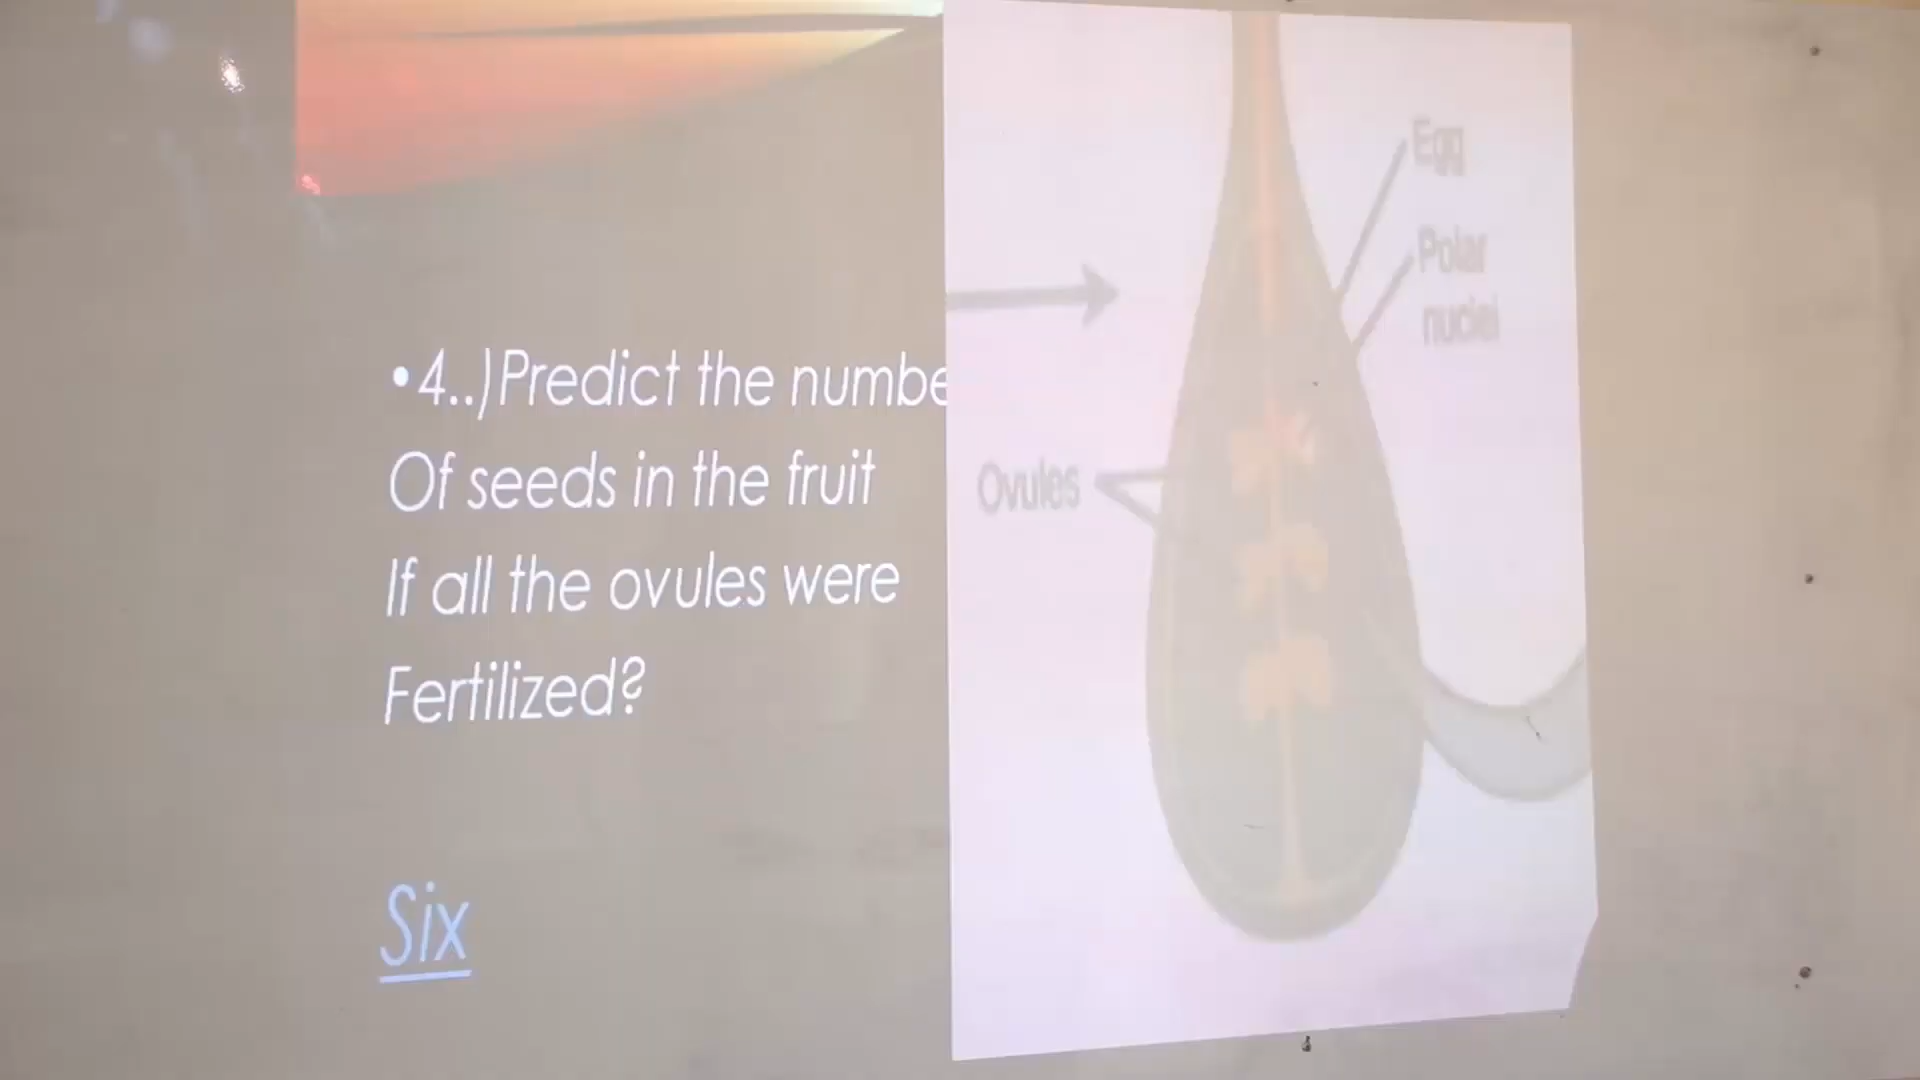 •4..)Predict the numbe
Of seeds in the fruit
If all the ovules were
Fertilized?
Six
Egg
Polar
nuclei
Ovules